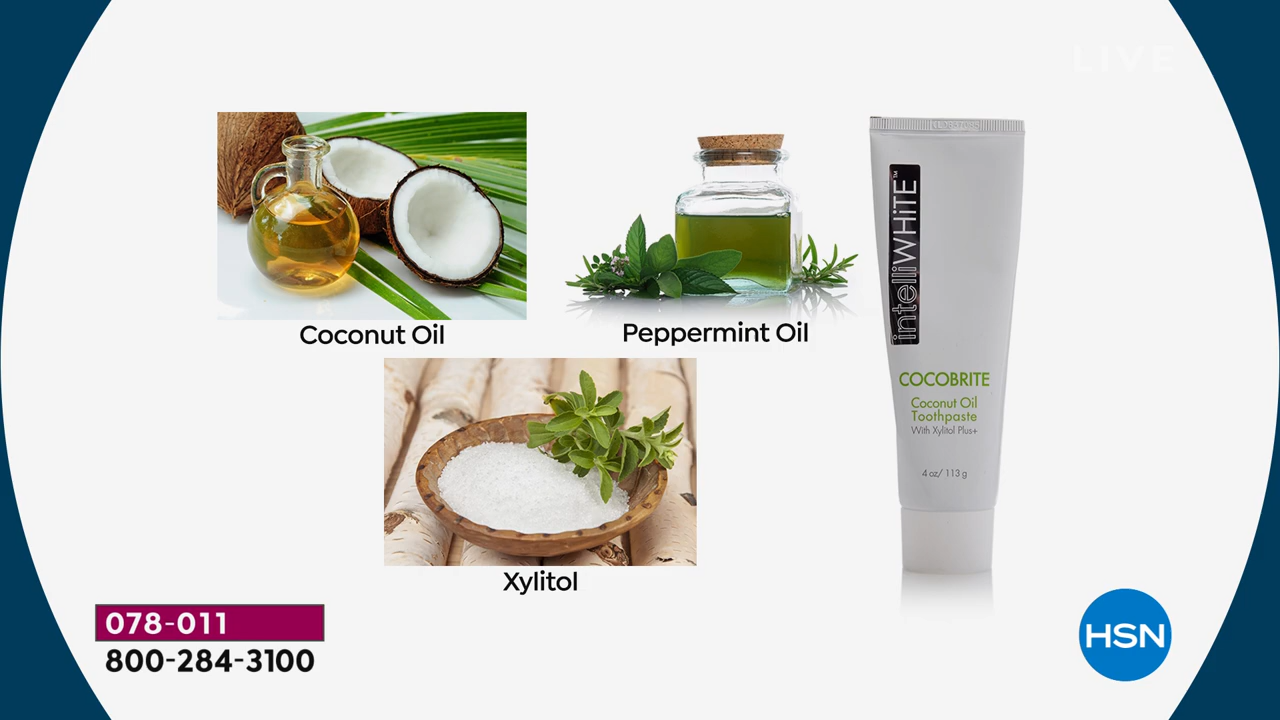 LIVE
Coconut Oil
Peppermint Oil
Xylitol
intelliWHiTE™
COCOBRITE
Coconut Oil
Toothpaste
With Xylitol Plus+
4 oz/ 113 g
078-011
800-284-3100
HSN